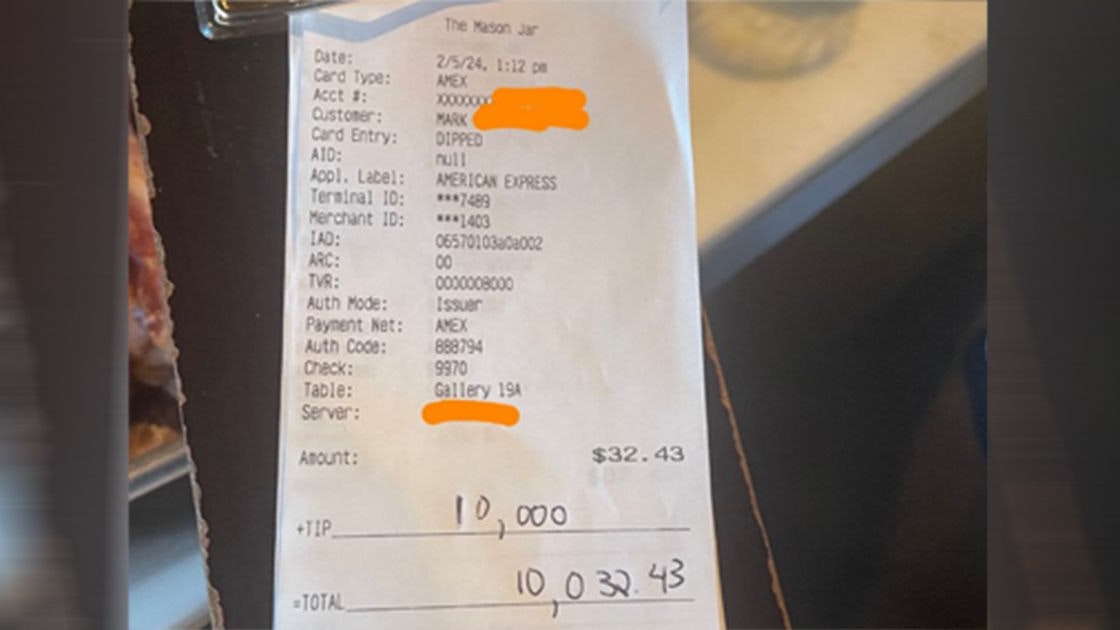 The Mason Jar
Date: 2/5/24, 1:12 pm
Card Type: AMEX
Acct #: XXXXXXX
Customer: MARK
Card Entry: DIPPED
AID: null
Appl. Label: AMERICAN EXPRESS
Terminal ID: ***7489
Merchant ID: ***1403
IAD: 06570103a0a002
ARC: 00
TVR: 0000008000
Auth Mode: Issuer
Payment Net: AMEX
Auth Code: 888794
Check: 9970
Table: Gallery 19A
Server:
Amount: $32.43
+TIP 10,000
=TOTAL 10,032.43